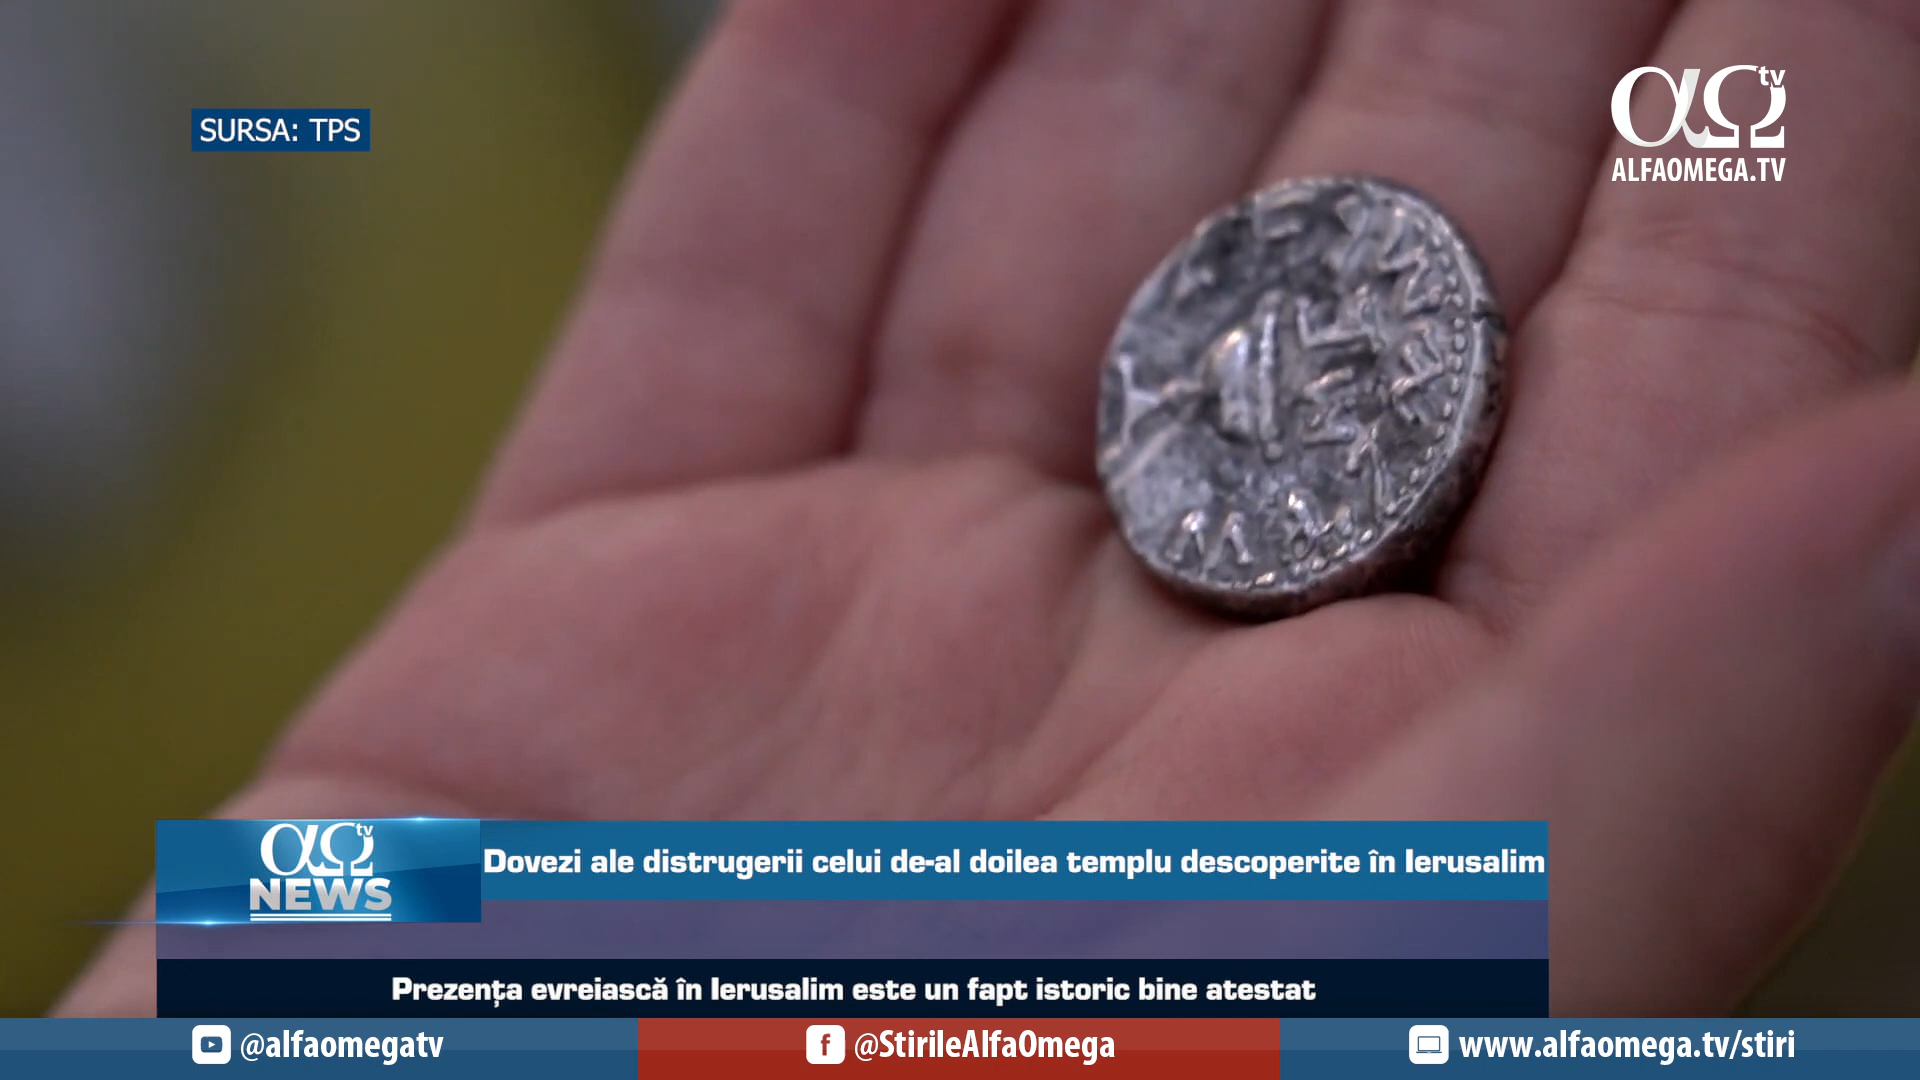 SURSA: TPS
αΩ tv
ALFAOMEGA.TV
αΩ tv
NEWS
Dovezi ale distrugerii celui de-al doilea templu descoperite în Ierusalim
Prezența evreiască în Ierusalim este un fapt istoric bine atestat
@alfaomegatv
f @StirileAlfaOmega
www.alfaomega.tv/stiri